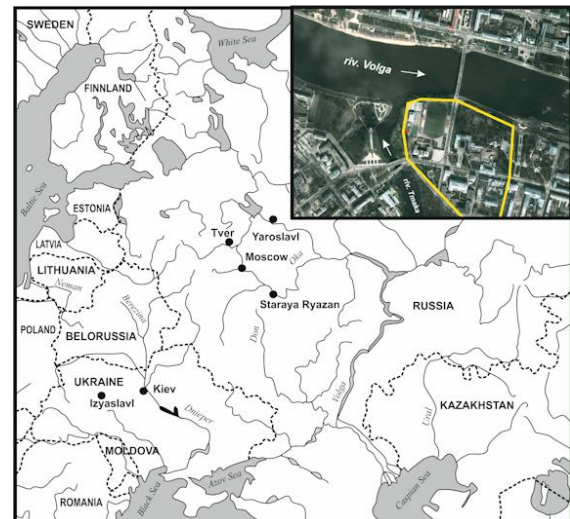 SWEDEN
White Sea
FINNLAND
riv. Volga
riv. Tmaka
Baltic Sea
ESTONIA
LATVIA
LITHUANIA
Neman
Tver
Yaroslavl
Moscow
Oka
Staraya Ryazan
RUSSIA
POLAND
Berezina
BELORUSSIA
Don
Volga
UKRAINE
Kiev
Izyaslavl
Dnieper
Ural
KAZAKHSTAN
MOLDOVA
ROMANIA
Black Sea
Azov Sea
Caspian Sea